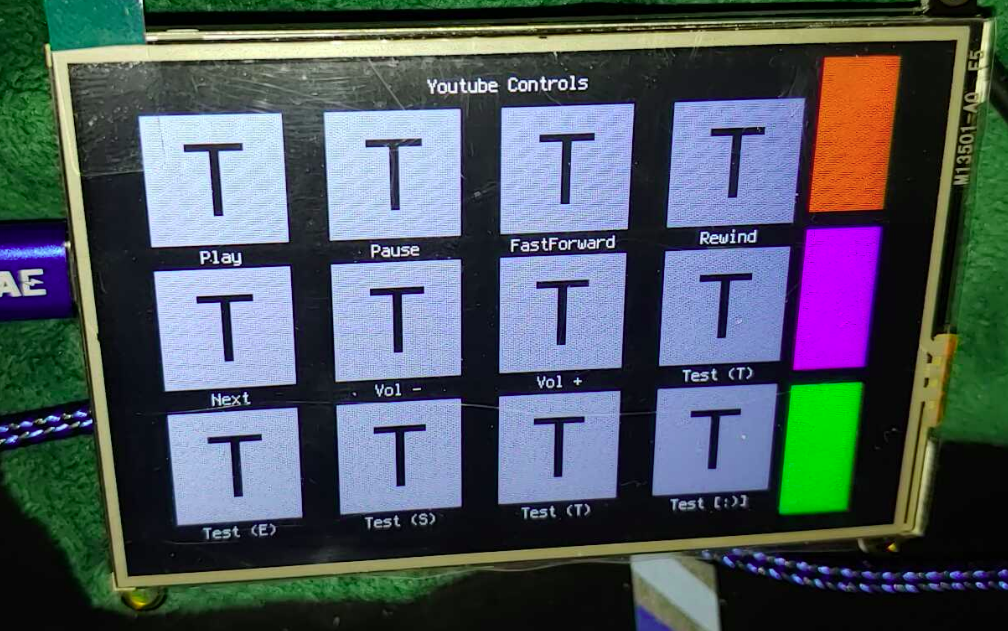 Youtube Controls
T T T T
Play Pause FastForward Rewind
T T T T
Next Vol - Vol + Test (T)
T T T T
Test (E) Test (S) Test (T) Test [:)]
AE
M13501-A0 E5